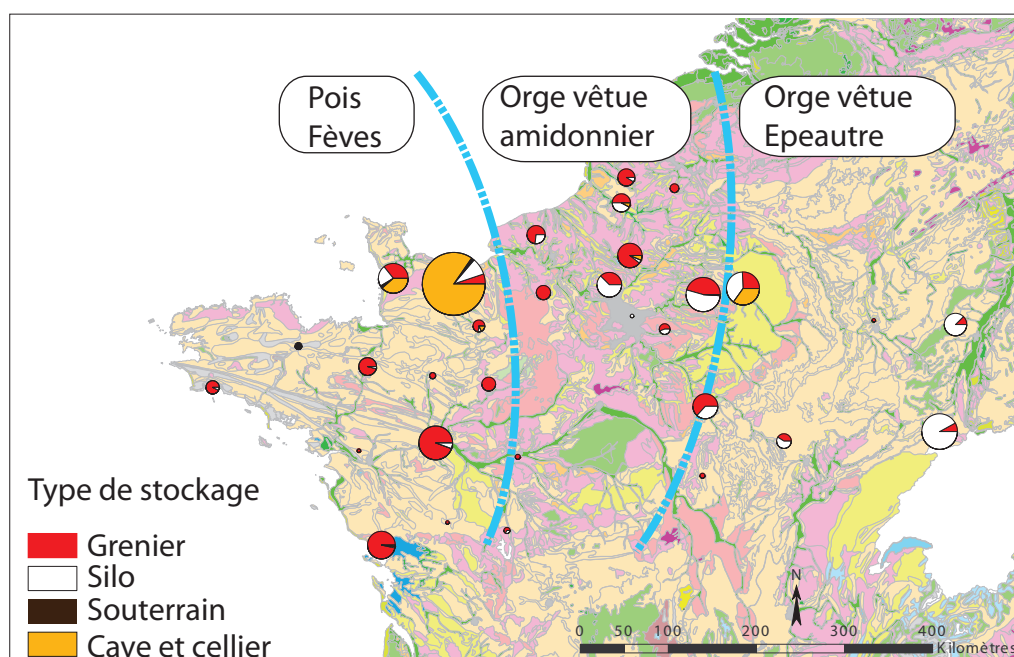 Pois
Fèves
Orge vêtue
amidonnier
Orge vêtue
Epeautre
Type de stockage
Grenier
Silo
Souterrain
Cave et cellier
N
0 50 100 200 300 400
Kilomètres